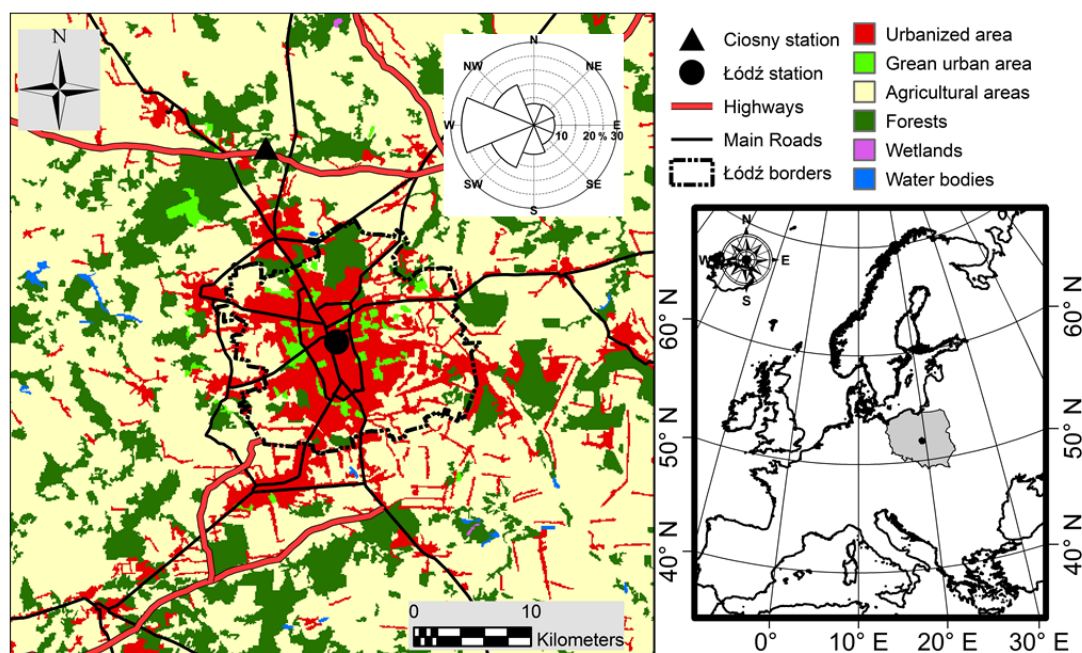 N
N
NW
NE
W
E
10
20 % 30
SW
SE
S
0
10
Kilometers
Ciosny station
Łódź station
Highways
Main Roads
Łódź borders
Urbanized area
Grean urban area
Agricultural areas
Forests
Wetlands
Water bodies
N
W
E
S
60° N
50° N
40° N
60° N
50° N
40° N
0°
10° E
20° E
30° E